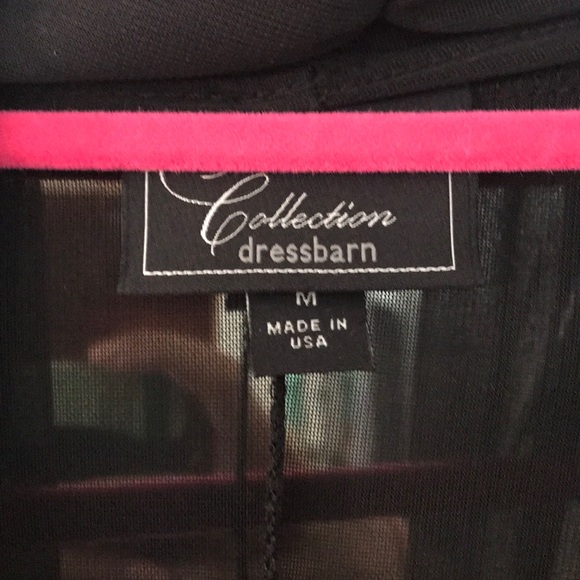 Collection
dressbarn
M
MADE IN
USA